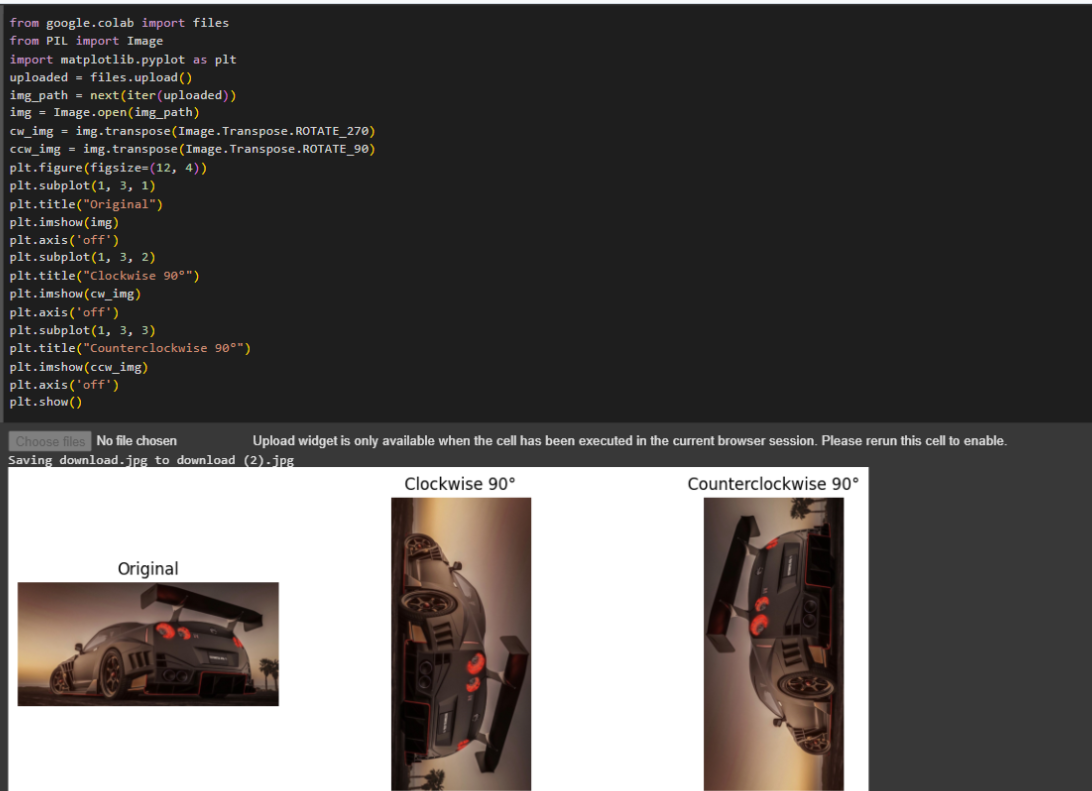 from google.colab import files
from PIL import Image
import matplotlib.pyplot as plt
uploaded = files.upload()
img_path = next(iter(uploaded))
img = Image.open(img_path)
cw_img = img.transpose(Image.Transpose.ROTATE_270)
ccw_img = img.transpose(Image.Transpose.ROTATE_90)
plt.figure(figsize=(12, 4))
plt.subplot(1, 3, 1)
plt.title("Original")
plt.imshow(img)
plt.axis('off')
plt.subplot(1, 3, 2)
plt.title("Clockwise 90°")
plt.imshow(cw_img)
plt.axis('off')
plt.subplot(1, 3, 3)
plt.title("Counterclockwise 90°")
plt.imshow(ccw_img)
plt.axis('off')
plt.show()
Choose files No file chosen Upload widget is only available when the cell has been executed in the current browser session. Please rerun this cell to enable.
Saving download.jpg to download (2).jpg
Original
Clockwise 90°
Counterclockwise 90°